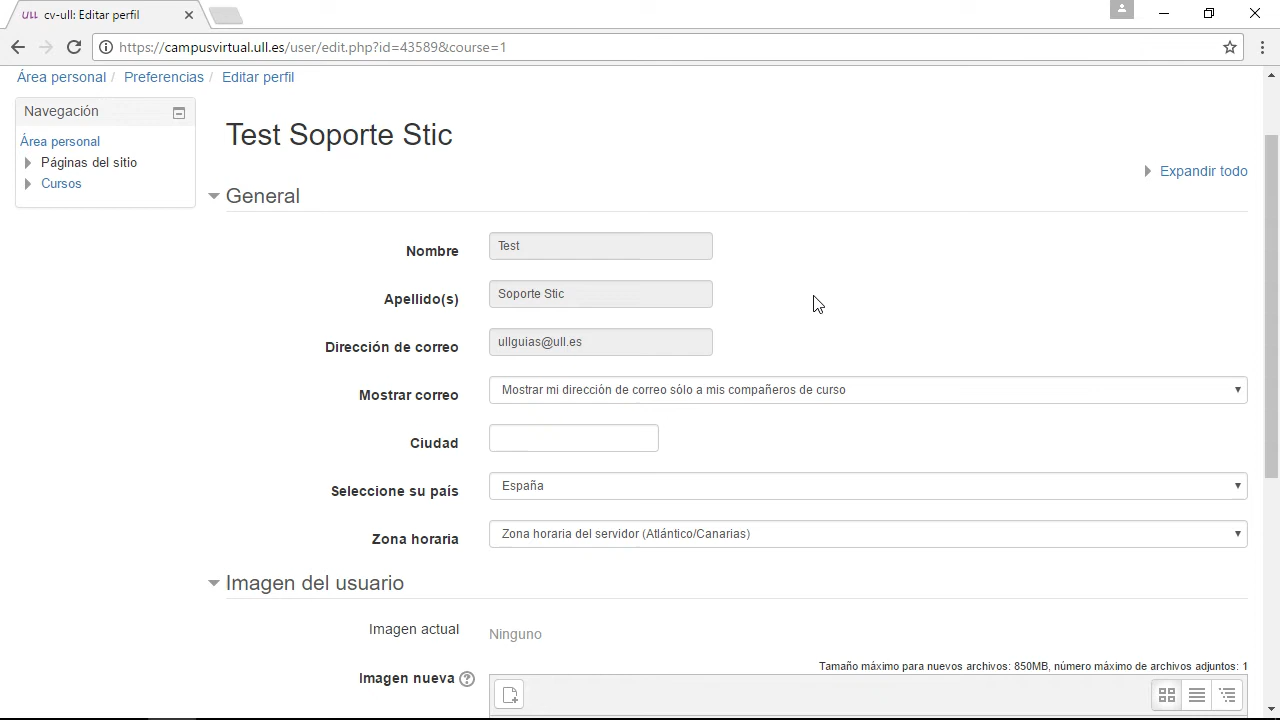 ULL cv-ull: Editar perfil
https://campusvirtual.ull.es/user/edit.php?id=43589&course=1
Área personal / Preferencias / Editar perfil
Navegación
Área personal
Páginas del sitio
Cursos
Test Soporte Stic
Expandir todo
General
Nombre Test
Apellido(s) Soporte Stic
Dirección de correo ullguias@ull.es
Mostrar correo Mostrar mi dirección de correo sólo a mis compañeros de curso
Ciudad
Seleccione su país España
Zona horaria Zona horaria del servidor (Atlántico/Canarias)
Imagen del usuario
Imagen actual Ninguno
Tamaño máximo para nuevos archivos: 850MB, número máximo de archivos adjuntos: 1
Imagen nueva ?